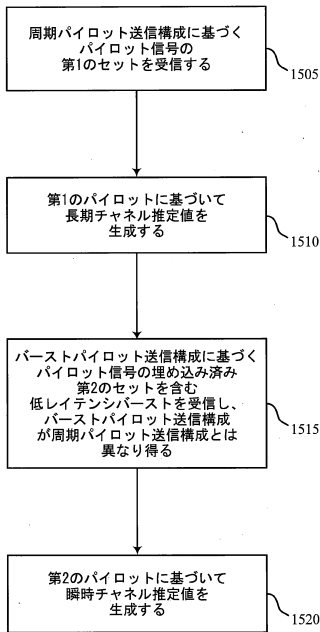 周期パイロット送信構成に基づく
パイロット信号の
第1のセットを受信する
1505
第1のパイロットに基づいて
長期チャネル推定値を
生成する
1510
バーストパイロット送信構成に基づく
パイロット信号の埋め込み済み
第2のセットを含む
低レイテンシバーストを受信し、
バーストパイロット送信構成
が周期パイロット送信構成とは
異なり得る
1515
第2のパイロットに基づいて
瞬時チャネル推定値を
生成する
1520